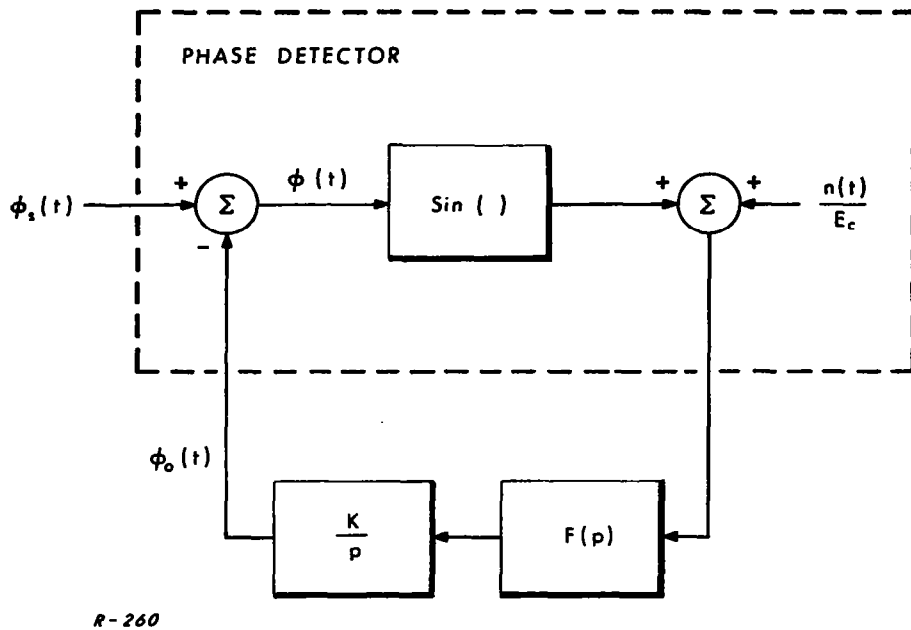 PHASE DETECTOR
+
ϕ(t)
+
+
n(t)
ϕs(t)
Σ
Sin ( )
Σ
Ec
-
ϕo(t)
K
p
F(p)
R-260